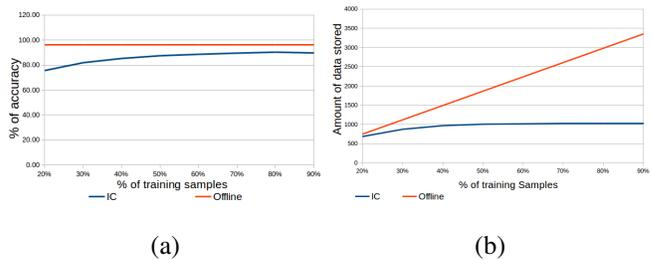 120.00
100.00
80.00
60.00
40.00
20.00
0.00
% of accuracy
20% 30% 40% 50% 60% 70% 80% 90%
% of training samples
IC Offline
(a)
4000
3500
3000
2500
2000
1500
1000
500
0
Amount of data stored
20% 30% 40% 50% 60% 70% 80% 90%
% of training Samples
IC Offline
(b)